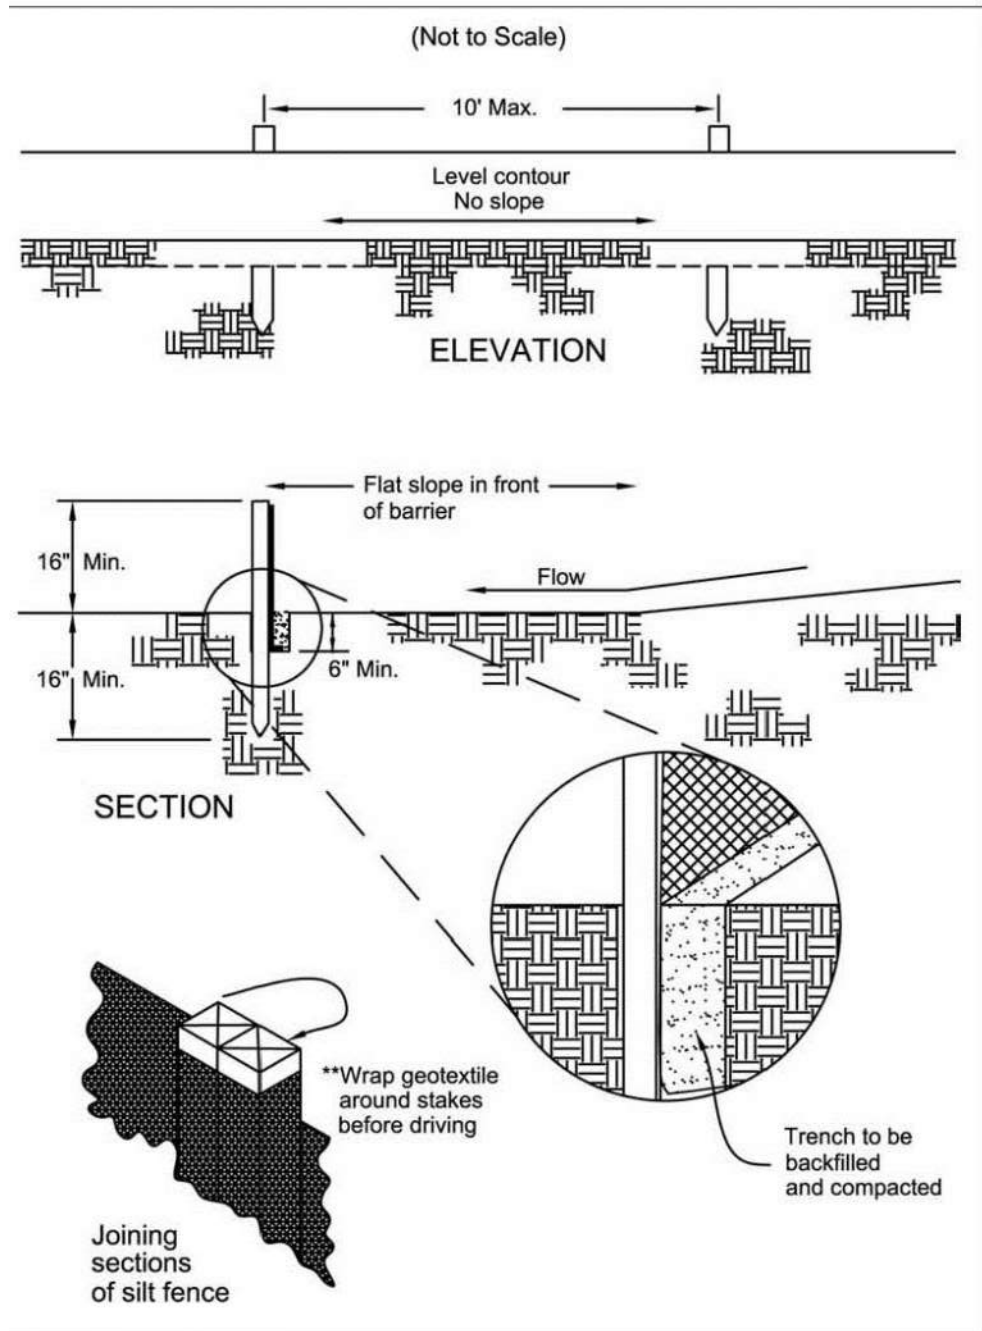 (Not to Scale)
10' Max.
Level contour
No slope
ELEVATION
Flat slope in front
of barrier
16" Min.
Flow
16" Min.
6" Min.
SECTION
**Wrap geotextile
around stakes
before driving
Trench to be
backfilled
and compacted
Joining
sections
of silt fence